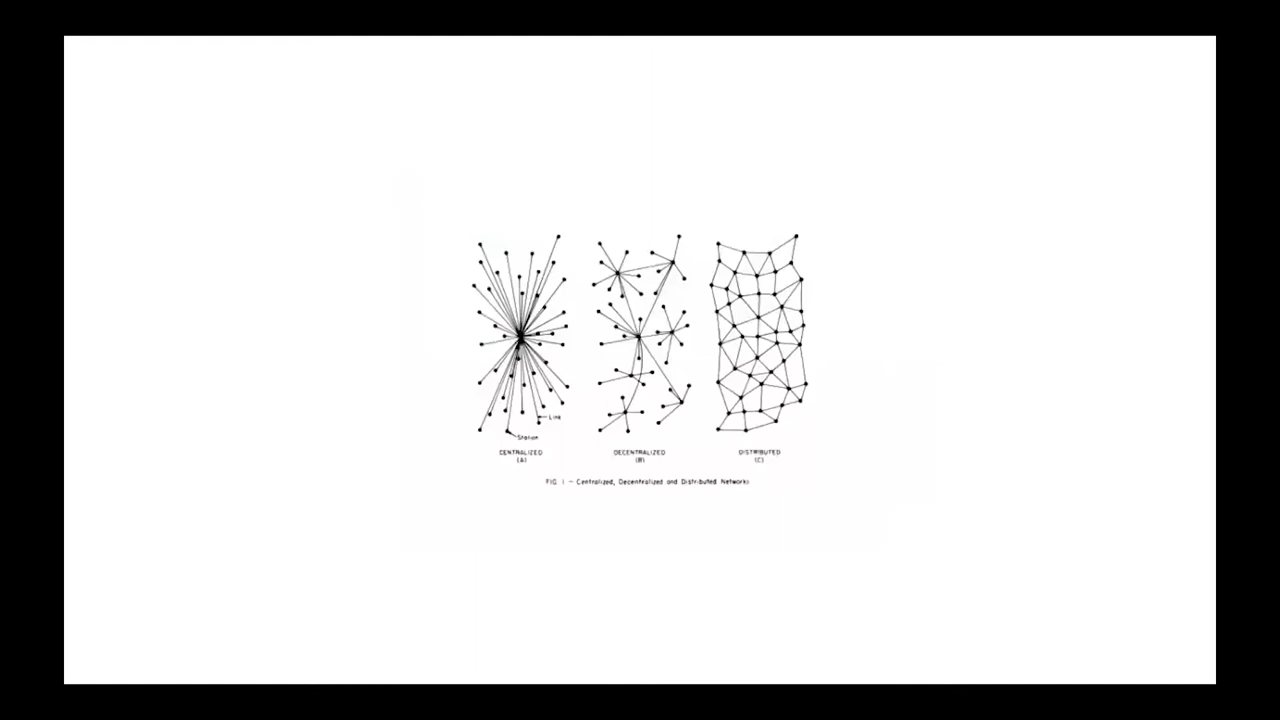 Link
Station
CENTRALIZED
(A)
DECENTRALIZED
(B)
DISTRIBUTED
(C)
FIG. 1 – Centralized, Decentralized and Distributed Networks